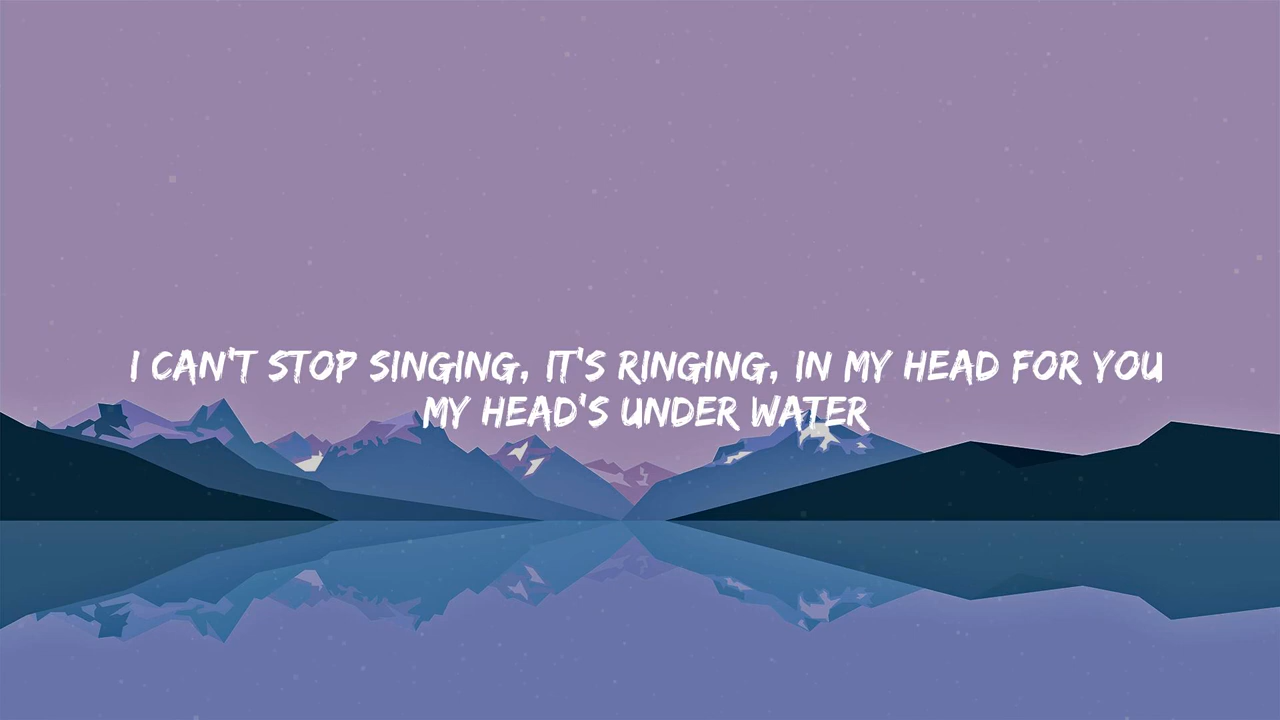 I CAN'T STOP SINGING, IT'S RINGING, IN MY HEAD FOR YOU
MY HEAD'S UNDER WATER